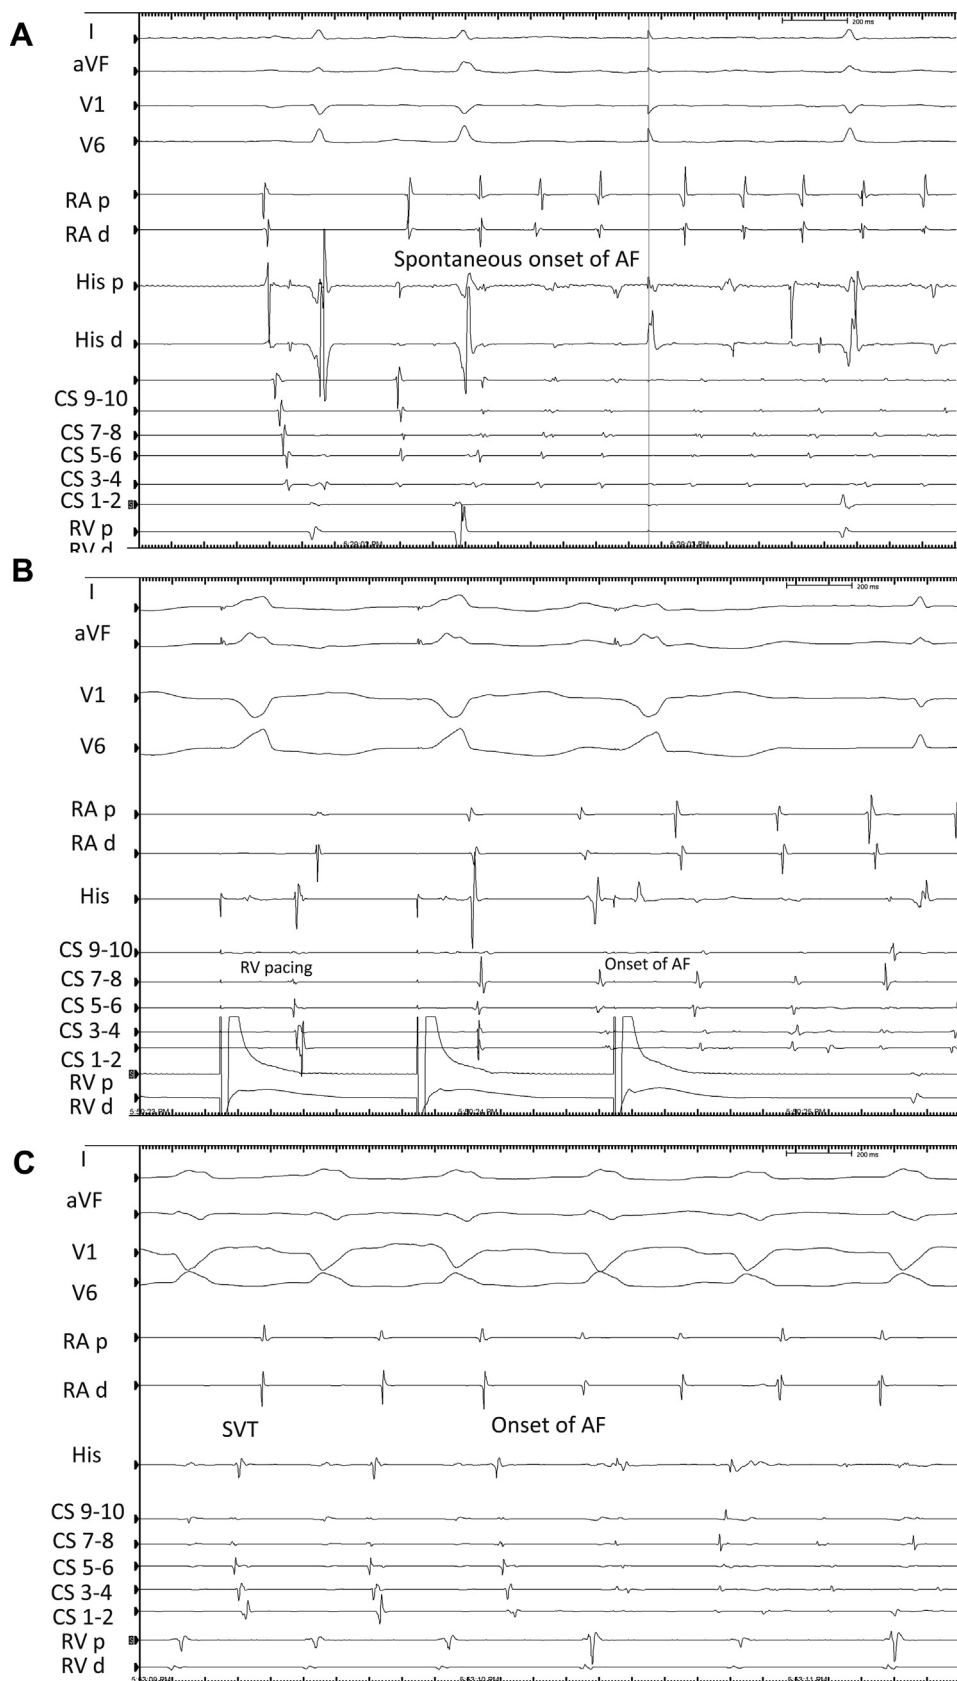 A
I
200 ms
aVF
V1
V6
RA p
RA d
Spontaneous onset of AF
His p
His d
CS 9-10
CS 7-8
CS 5-6
CS 3-4
CS 1-2
RV p
RV d
B
I
200 ms
aVF
V1
V6
RA p
RA d
His
CS 9-10
RV pacing
Onset of AF
CS 7-8
CS 5-6
CS 3-4
CS 1-2
RV p
RV d
C
I
200 ms
aVF
V1
V6
RA p
RA d
SVT
Onset of AF
His
CS 9-10
CS 7-8
CS 5-6
CS 3-4
CS 1-2
RV p
RV d